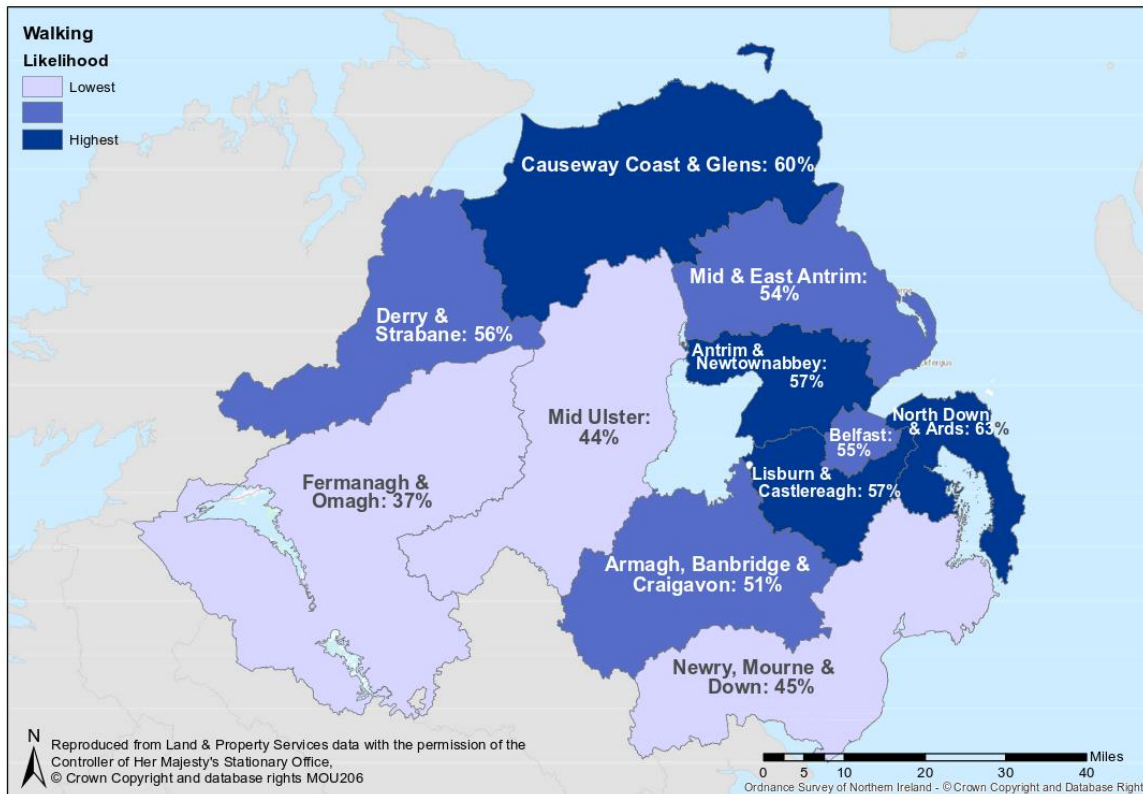 Walking
Likelihood
Lowest
Highest
Causeway Coast & Glens: 60%
Mid & East Antrim:
54%
Derry &
Strabane: 56%
Antrim &
Newtownabbey:
57%
North Down
& Ards: 63%
Mid Ulster:
44%
Belfast:
55%
Lisburn &
Castlereagh: 57%
Fermanagh &
Omagh: 37%
Armagh, Banbridge &
Craigavon: 51%
Newry, Mourne &
Down: 45%
N
Reproduced from Land & Property Services data with the permission of the
Controller of Her Majesty's Stationary Office,
© Crown Copyright and database rights MOU206
Miles
0 5 10 20 30 40
Ordnance Survey of Northern Ireland - © Crown Copyright and Database Right